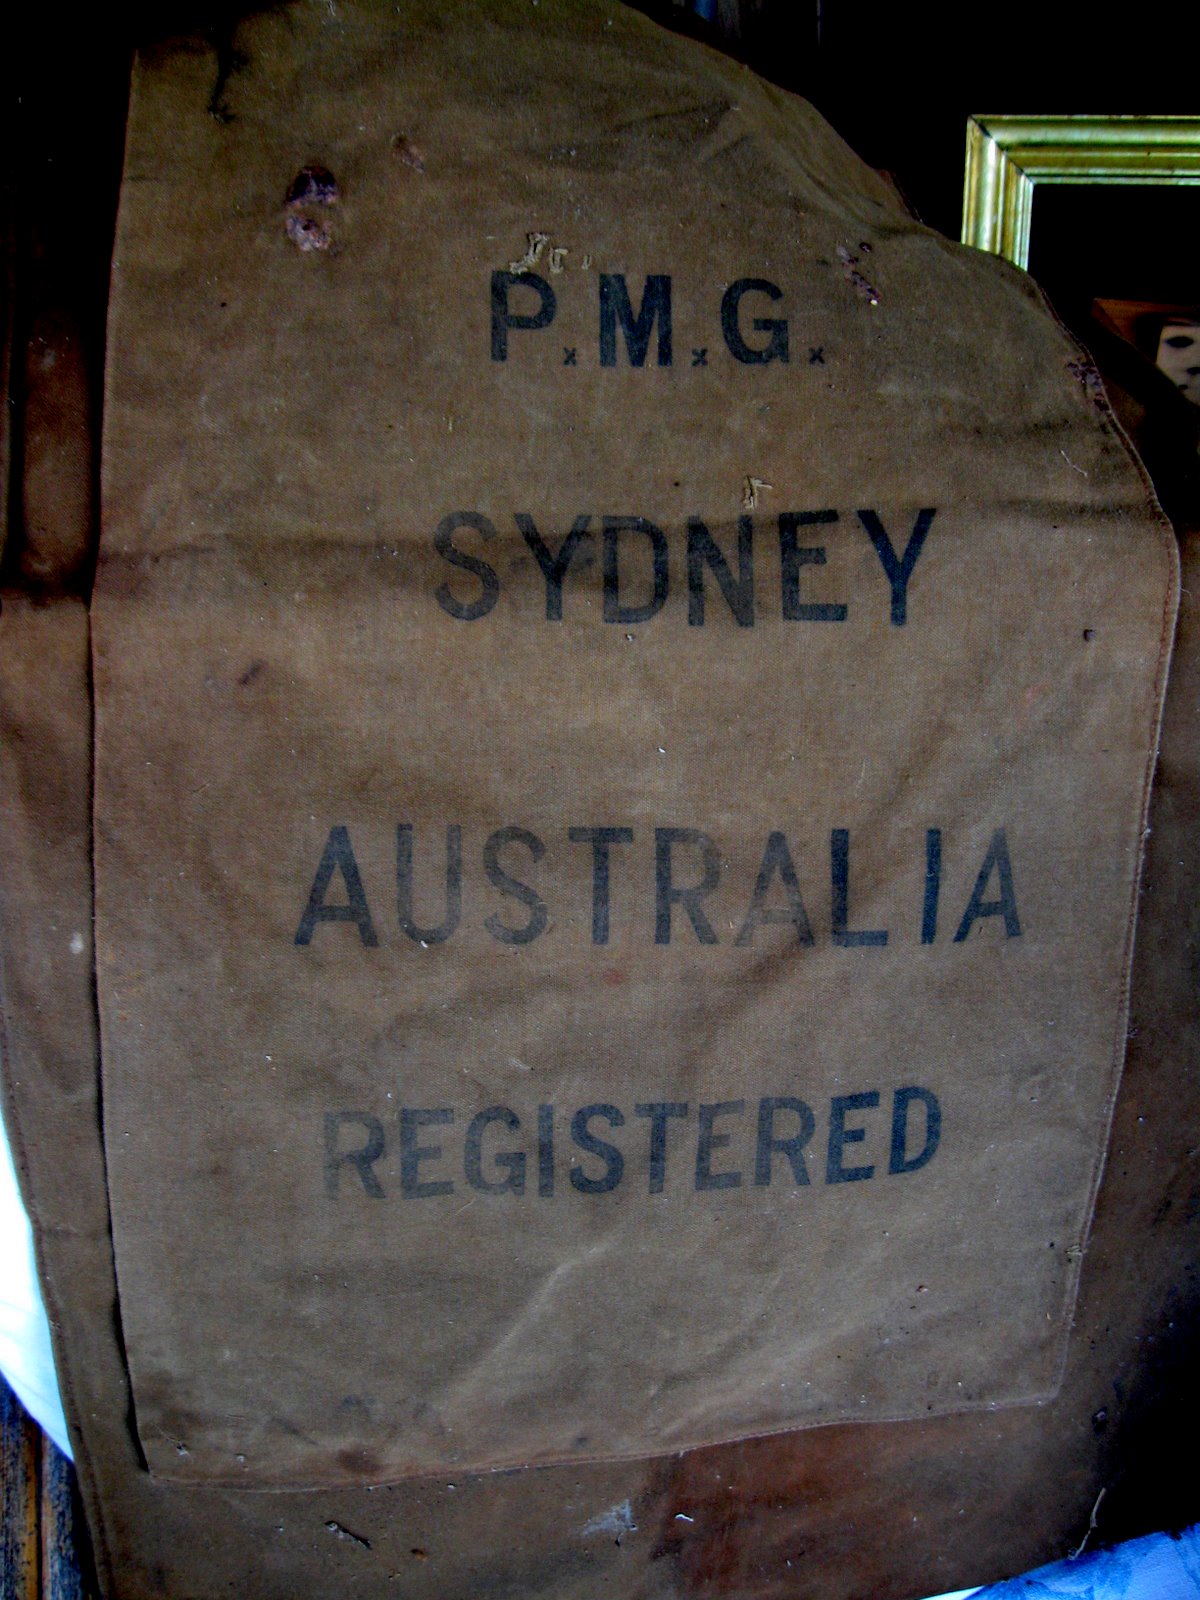 P.M.G.
SYDNEY
AUSTRALIA
REGISTERED